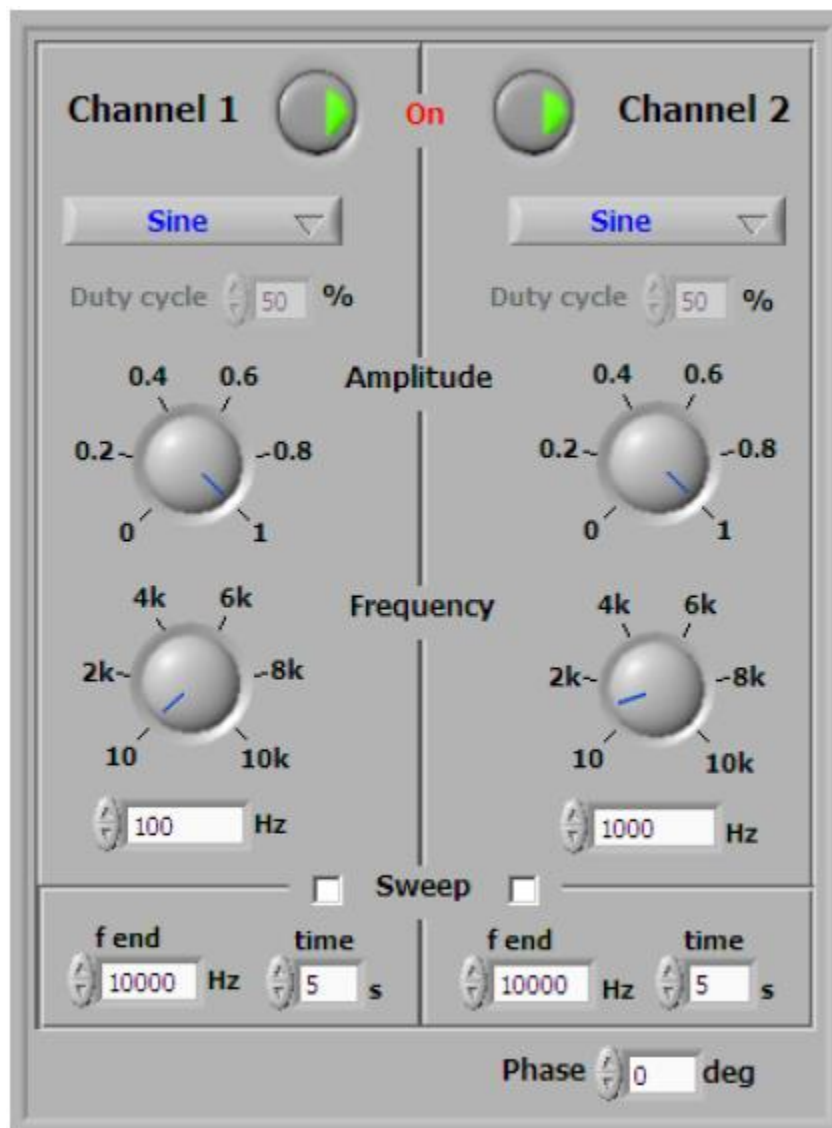 Channel 1 On Channel 2
Sine Sine
Duty cycle 50 % Duty cycle 50 %
Amplitude
0.4 0.6 0.4 0.6
0.2 0.8 0.2 0.8
0 1 0 1
Frequency
4k 6k 4k 6k
2k 8k 2k 8k
10 10k 10 10k
100 Hz 1000 Hz
Sweep
f end time f end time
10000 Hz 5 s 10000 Hz 5 s
Phase 0 deg